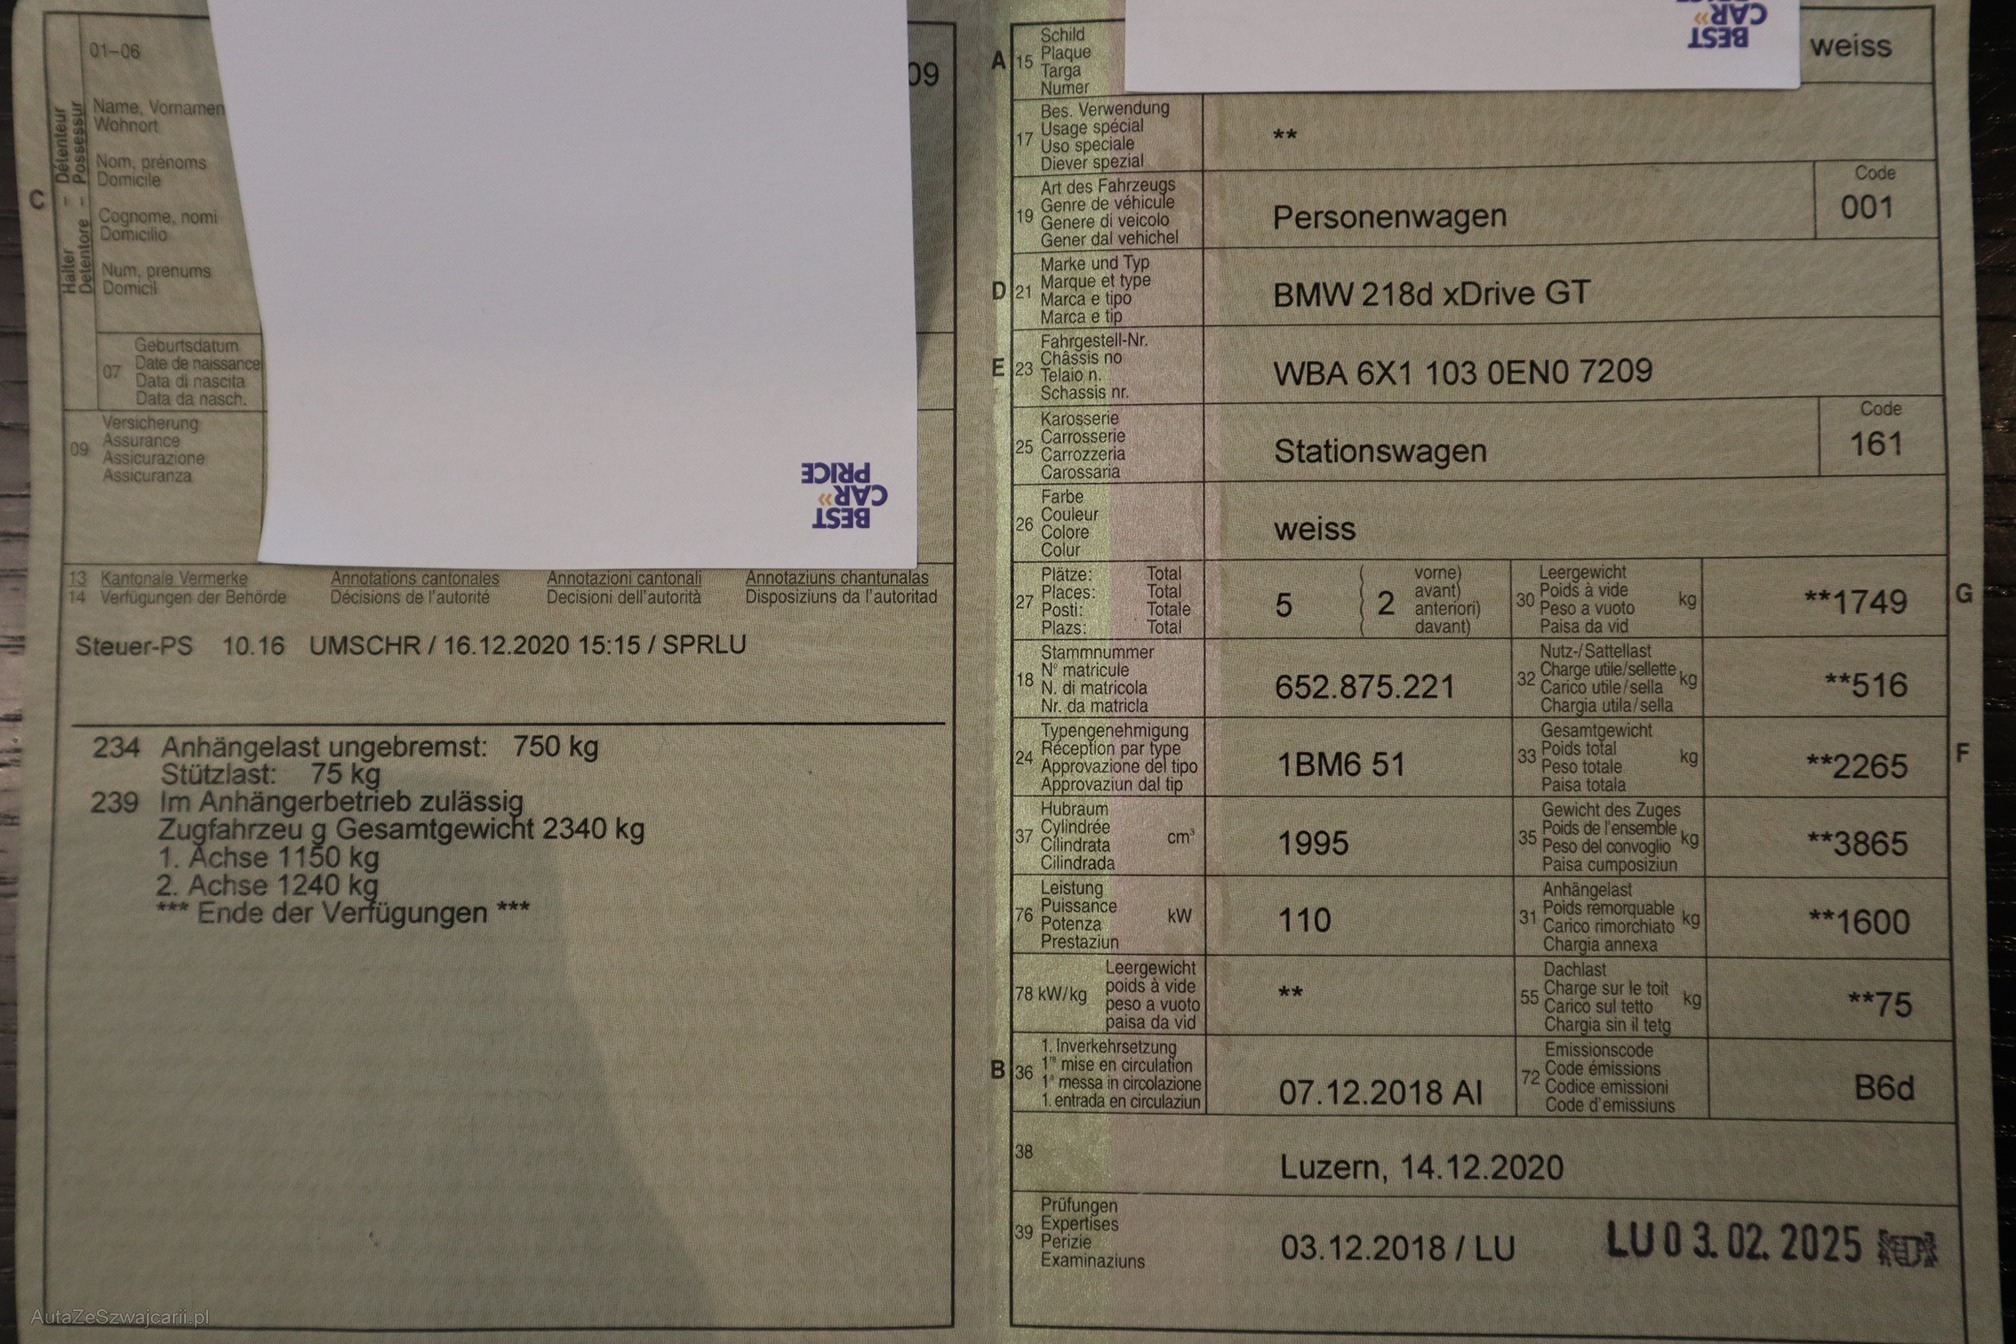 01–06
09
Halter – Détenteur
Detentore – Possessur
C
Name, Vornamen
Wohnort
Nom, prénoms
Domicile
Cognome, nomi
Domicilio
Num, prenums
Domicil
07
Geburtsdatum
Date de naissance
Data di nascita
Data da nasch.
09
Versicherung
Assurance
Assicurazione
Assicuranza
BEST
CAR»
PRICE
13 Kantonale Vermerke Annotations cantonales Annotazioni cantonali Annotaziuns chantunalas
14 Verfügungen der Behörde Décisions de l'autorité Decisioni dell'autorità Disposiziuns da l'autoritad
Steuer-PS 10.16 UMSCHR / 16.12.2020 15:15 / SPRLU
234 Anhängelast ungebremst: 750 kg
Stützlast: 75 kg
239 Im Anhängerbetrieb zulässig
Zugfahrzeu g Gesamtgewicht 2340 kg
1. Achse 1150 kg
2. Achse 1240 kg
*** Ende der Verfügungen ***
A 15
Schild
Plaque
Targa
Numer
BEST
CAR»
PRICE
weiss
17
Bes. Verwendung
Usage spécial
Uso speciale
Diever spezial
**
19
Art des Fahrzeugs
Genre de véhicule
Genere di veicolo
Gener dal vehichel
Personenwagen
Code
001
D 21
Marke und Typ
Marque et type
Marca e tipo
Marca e tip
BMW 218d xDrive GT
E 23
Fahrgestell-Nr.
Châssis no
Telaio n.
Schassis nr.
WBA 6X1 103 0EN0 7209
25
Karosserie
Carrosserie
Carrozzeria
Carossaria
Stationswagen
Code
161
26
Farbe
Couleur
Colore
Colur
weiss
27
Plätze: Total
Places: Total
Posti: Totale
Plazs: Total
5 ( 2
vorne)
avant)
anteriori)
davant)
30
Leergewicht
Poids à vide
Peso a vuoto
Paisa da vid
kg
**1749
G
18
Stammnummer
N° matricule
N. di matricola
Nr. da matricla
652.875.221
32
Nutz-/Sattellast
Charge utile/sellette
Carico utile/sella
Chargia utila/sella
kg
**516
24
Typengenehmigung
Réception par type
Approvazione del tipo
Approvaziun dal tip
1BM6 51
33
Gesamtgewicht
Poids total
Peso totale
Paisa totala
kg
**2265
F
37
Hubraum
Cylindrée
Cilindrata
Cilindrada
cm³
1995
35
Gewicht des Zuges
Poids de l'ensemble
Peso del convoglio
Paisa cumposiziun
kg
**3865
76
Leistung
Puissance
Potenza
Prestaziun
kW
110
31
Anhängelast
Poids remorquable
Carico rimorchiato
Chargia annexa
kg
**1600
78 kW/kg
Leergewicht
poids à vide
peso a vuoto
paisa da vid
**
55
Dachlast
Charge sur le toit
Carico sul tetto
Chargia sin il tetg
kg
**75
B 36
1. Inverkehrsetzung
1re mise en circulation
1a messa in circolazione
1. entrada en circulaziun
07.12.2018 AI
72
Emissionscode
Code émissions
Codice emissioni
Code d'emissiuns
B6d
38
Luzern, 14.12.2020
39
Prüfungen
Expertises
Perizie
Examinaziuns
03.12.2018 / LU
LU 0 3. 02. 2025
AutaZeSzwajcarii.pl